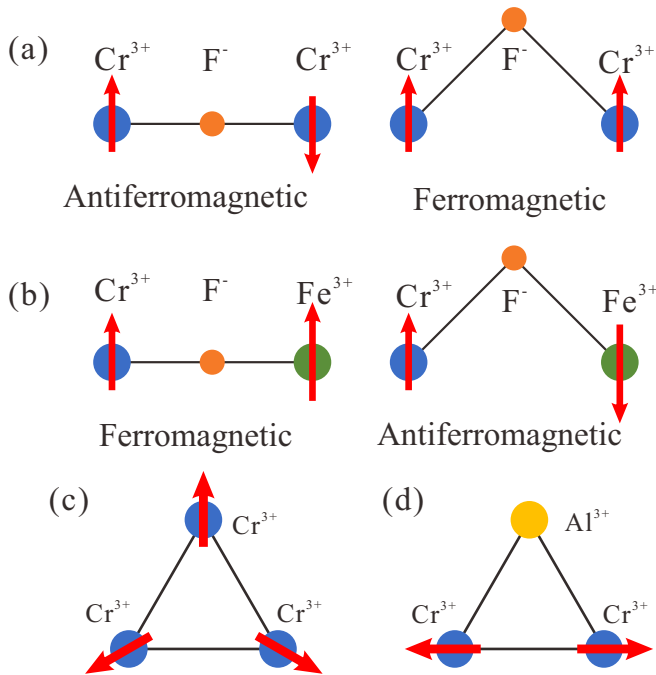 (a)
Cr³⁺ F⁻ Cr³⁺
Cr³⁺ F⁻ Cr³⁺
Antiferromagnetic
Ferromagnetic
(b)
Cr³⁺ F⁻ Fe³⁺
Cr³⁺ F⁻ Fe³⁺
Ferromagnetic
Antiferromagnetic
(c)
Cr³⁺
Cr³⁺ Cr³⁺
(d)
Al³⁺
Cr³⁺ Cr³⁺